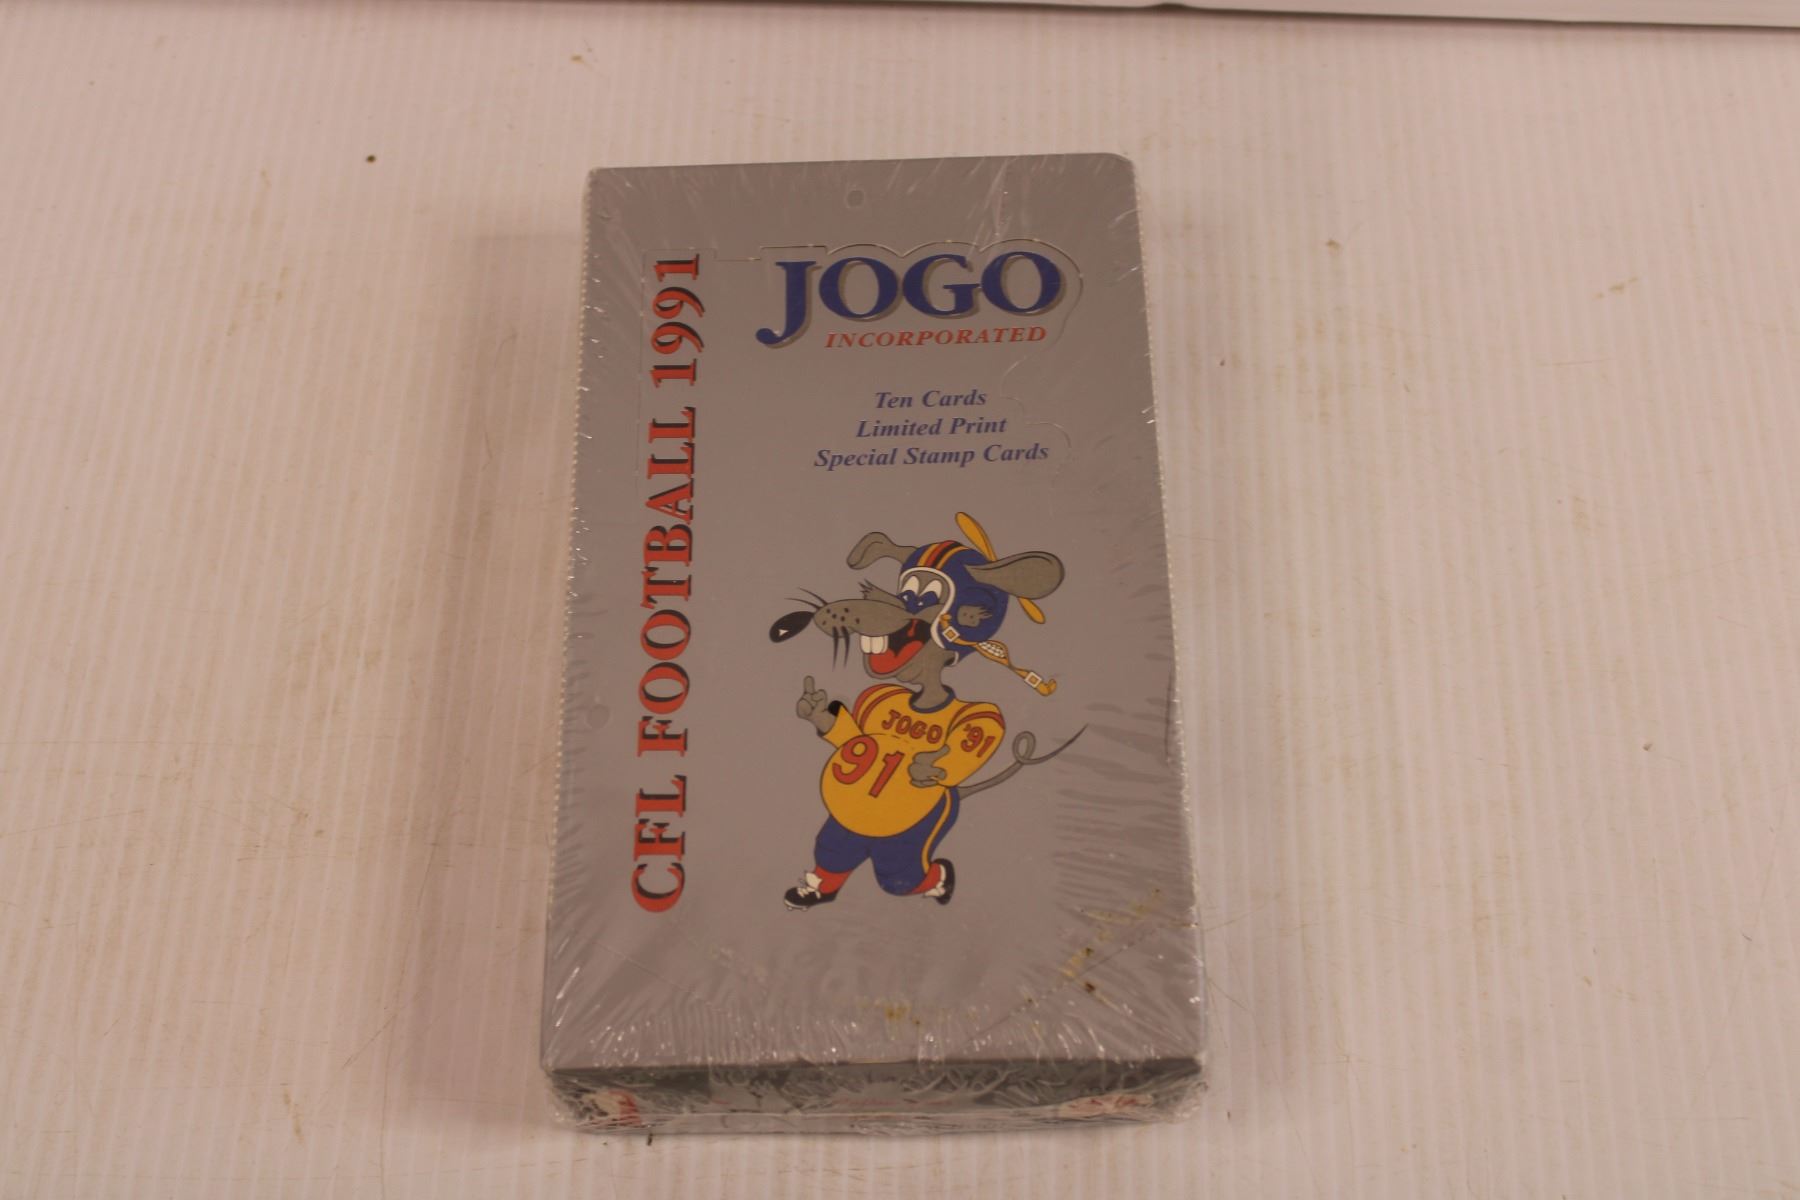 CFL FOOTBALL 1991
JOGO
INCORPORATED
Ten Cards
Limited Print
Special Stamp Cards
JOGO
'91
91